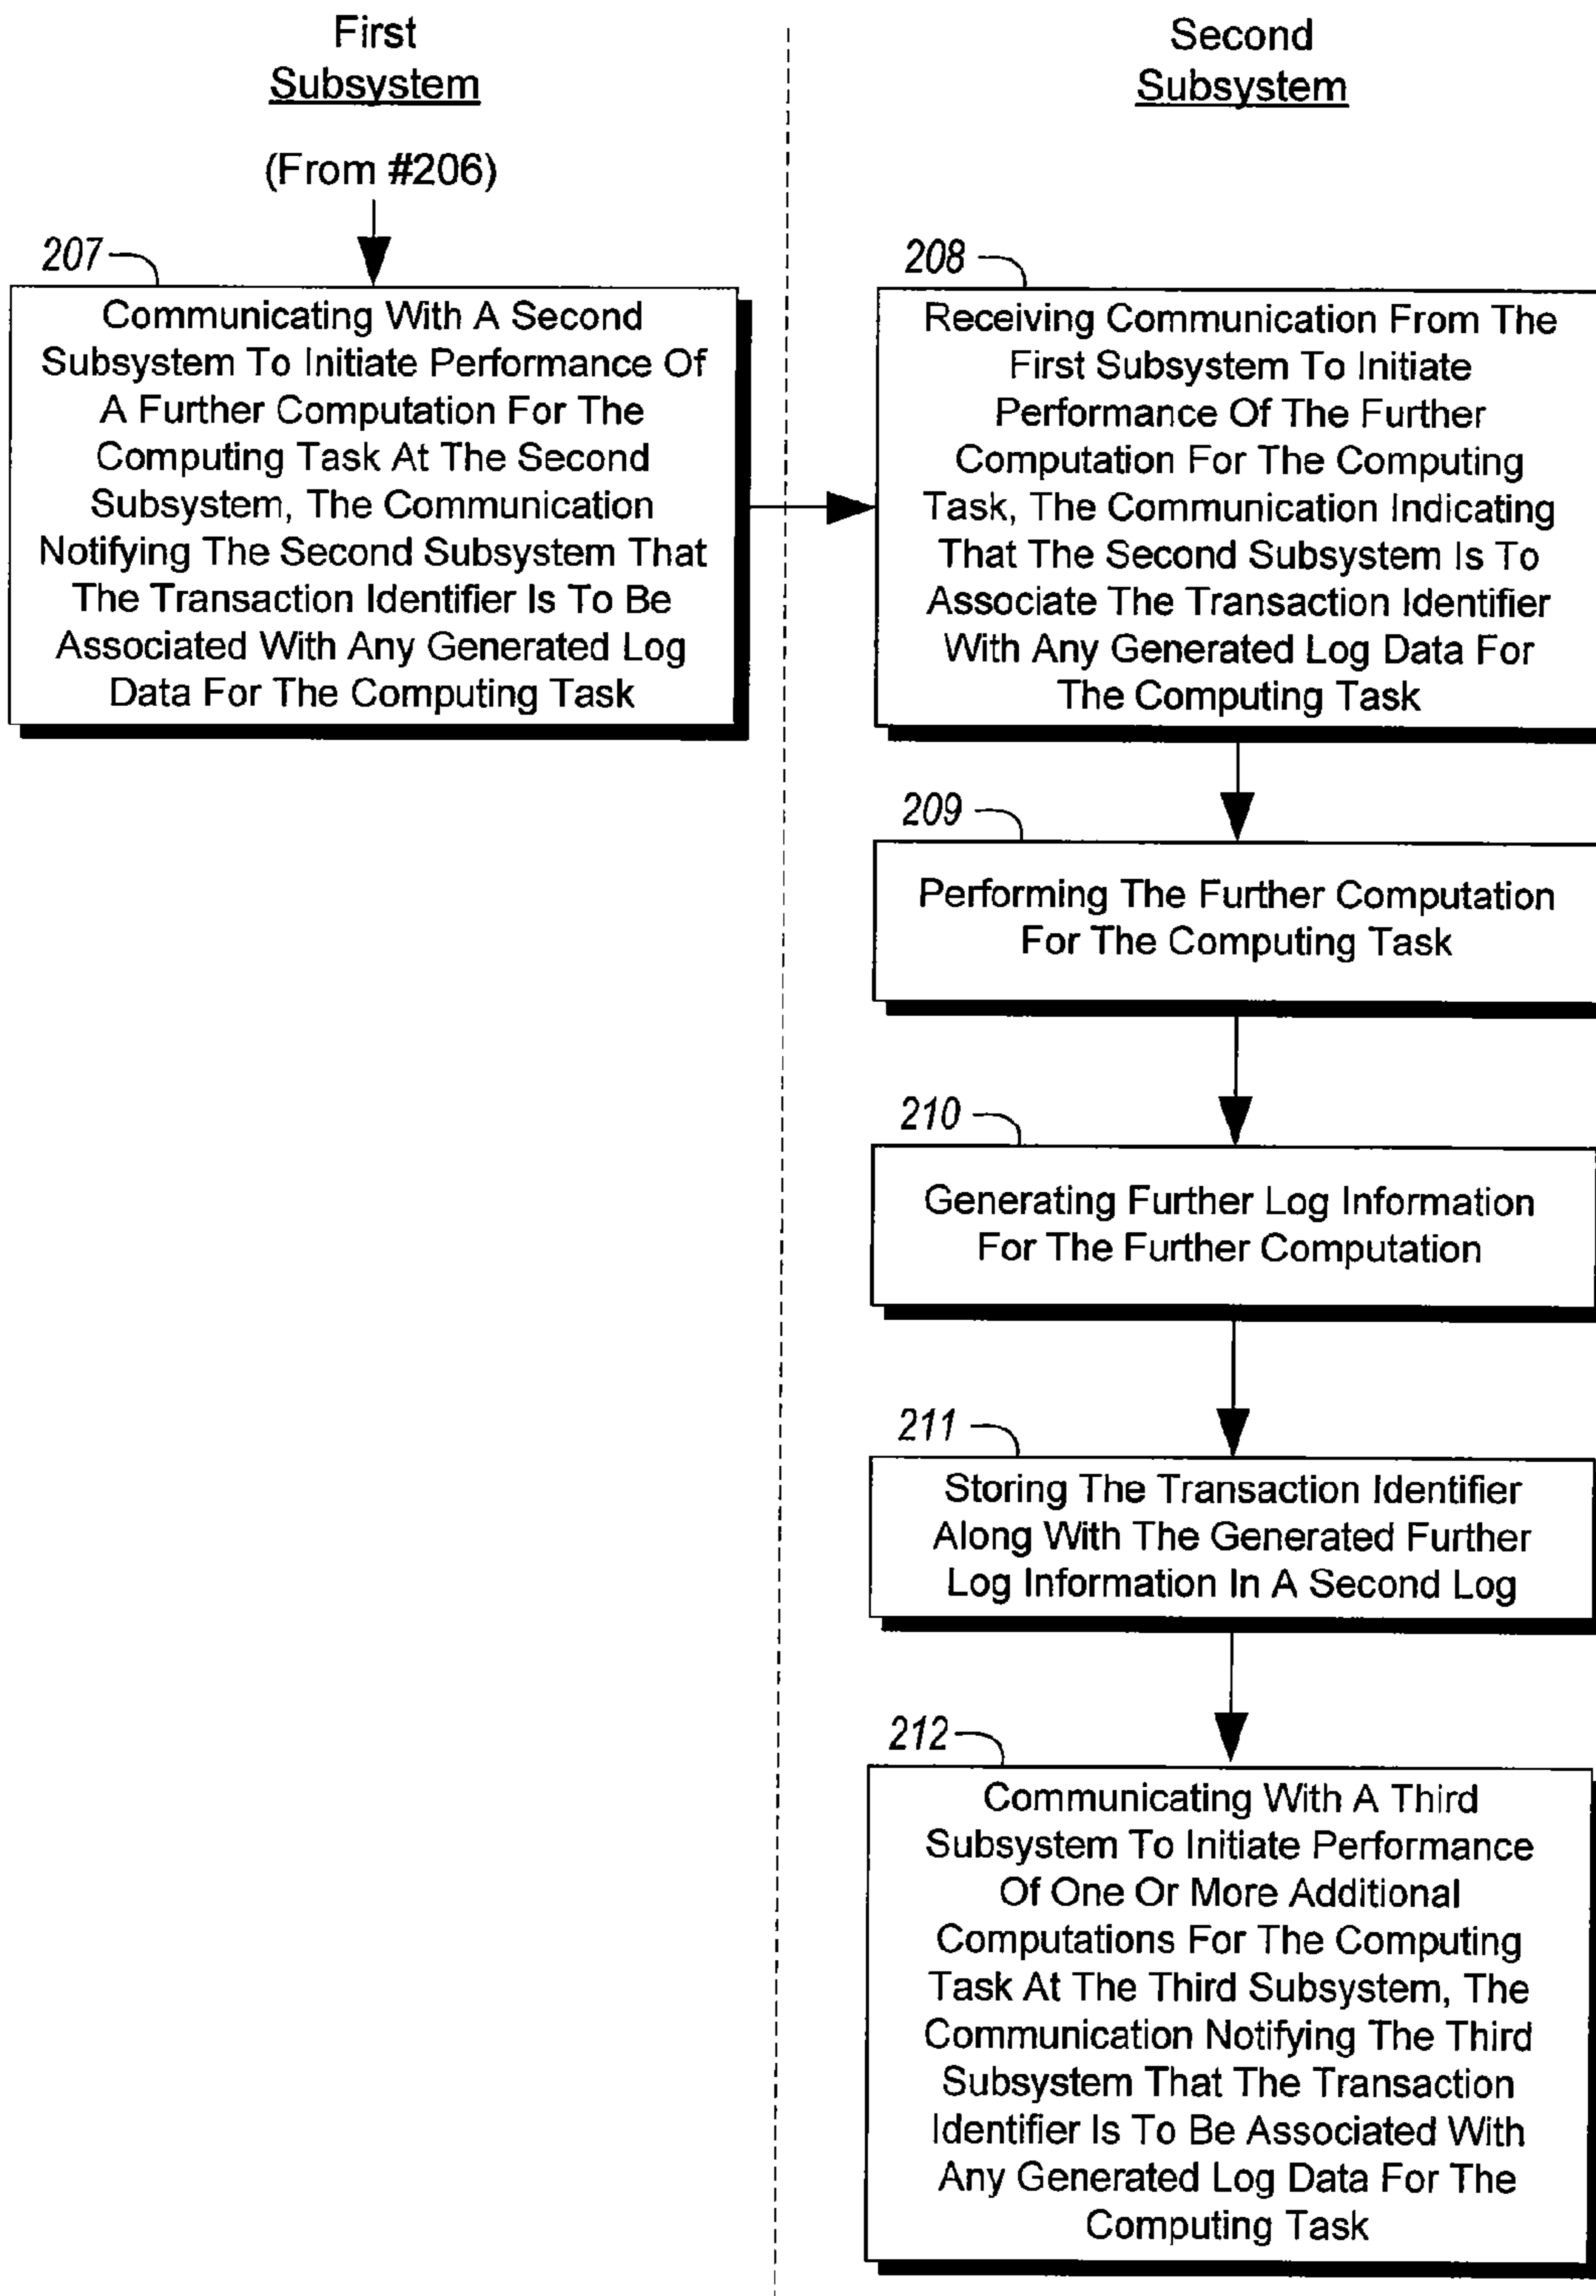 First
Subsystem
(From #206)
207
Communicating With A Second
Subsystem To Initiate Performance Of
A Further Computation For The
Computing Task At The Second
Subsystem, The Communication
Notifying The Second Subsystem That
The Transaction Identifier Is To Be
Associated With Any Generated Log
Data For The Computing Task
Second
Subsystem
208
Receiving Communication From The
First Subsystem To Initiate
Performance Of The Further
Computation For The Computing
Task, The Communication Indicating
That The Second Subsystem Is To
Associate The Transaction Identifier
With Any Generated Log Data For
The Computing Task
209
Performing The Further Computation
For The Computing Task
210
Generating Further Log Information
For The Further Computation
211
Storing The Transaction Identifier
Along With The Generated Further
Log Information In A Second Log
212
Communicating With A Third
Subsystem To Initiate Performance
Of One Or More Additional
Computations For The Computing
Task At The Third Subsystem, The
Communication Notifying The Third
Subsystem That The Transaction
Identifier Is To Be Associated With
Any Generated Log Data For The
Computing Task